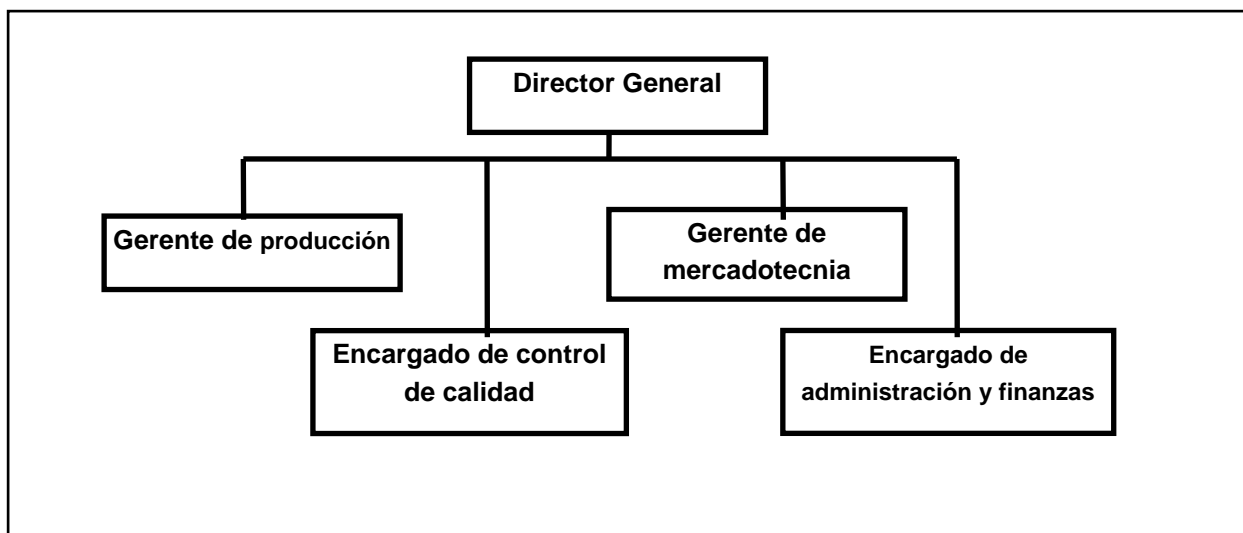 Director General
Gerente de producción
Gerente de
mercadotecnia
Encargado de control
de calidad
Encargado de
administración y finanzas